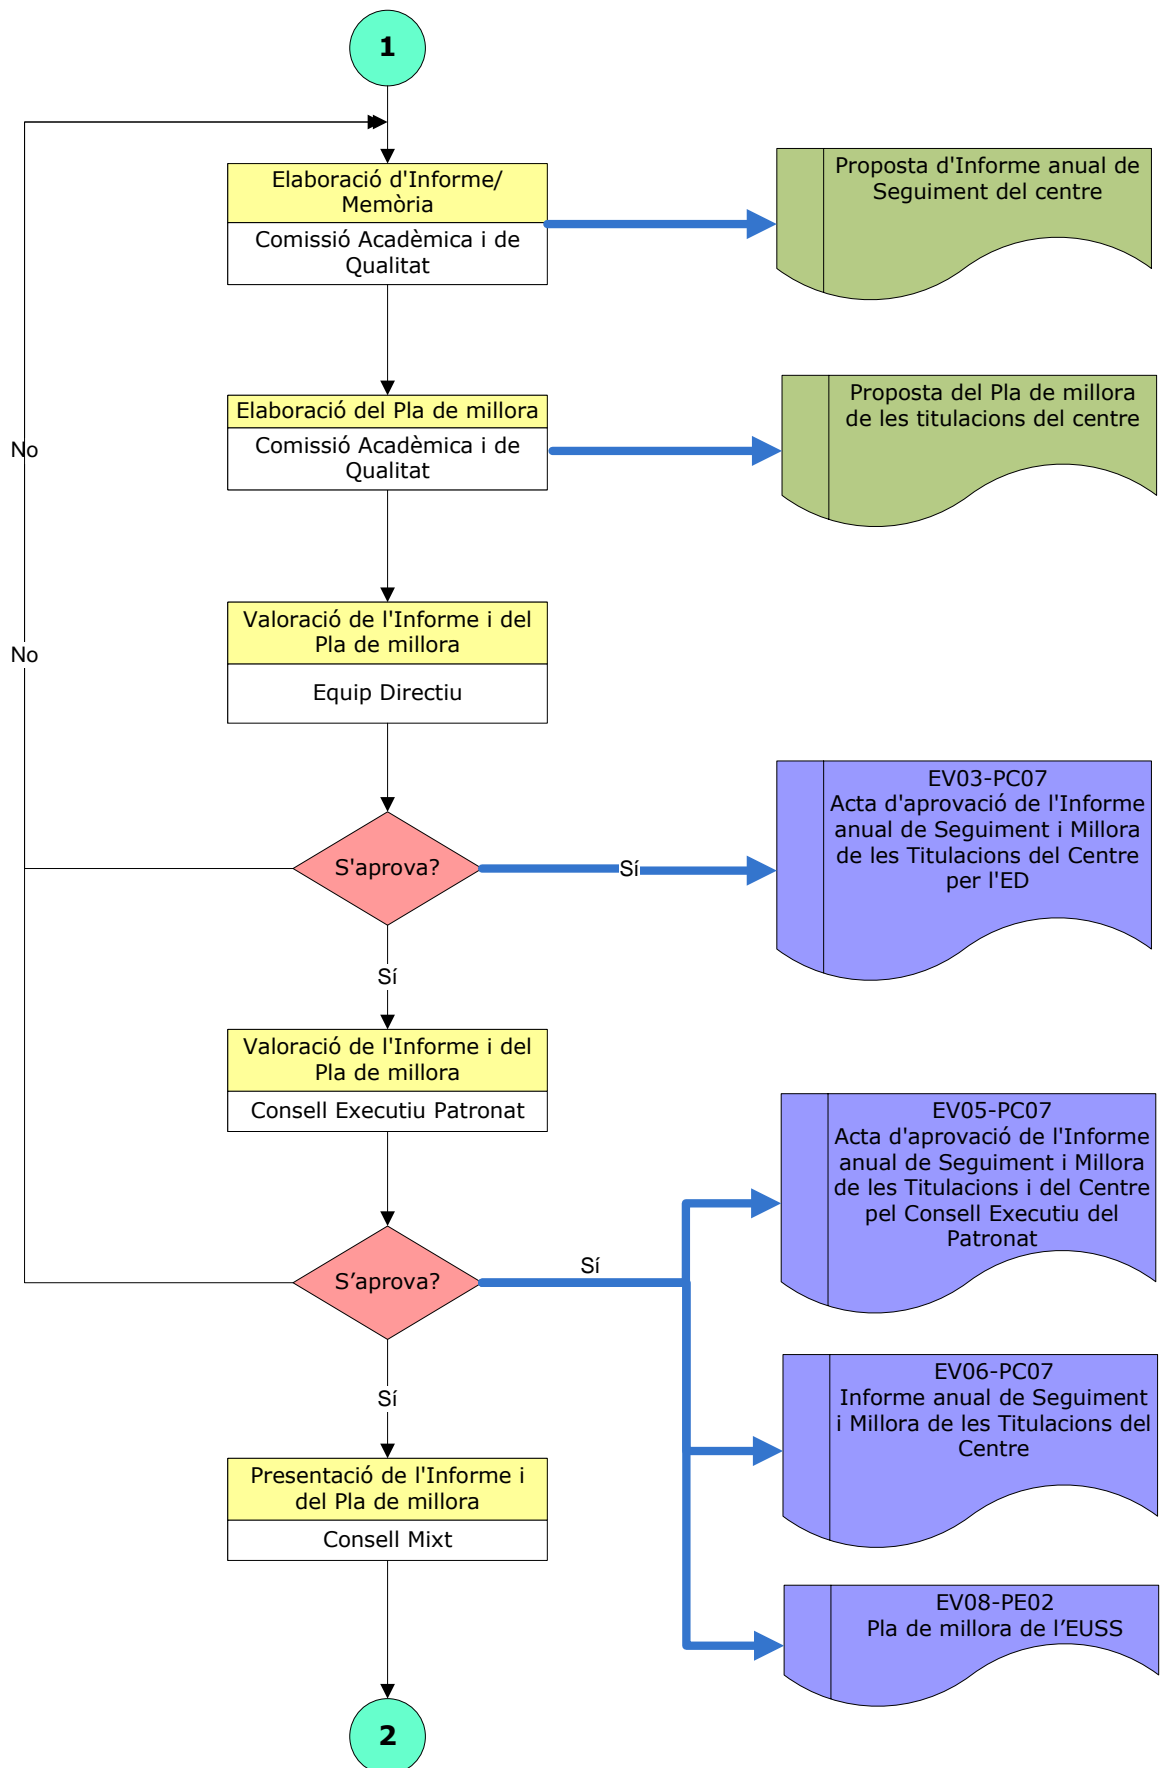 1
Elaboració d'Informe/
Memòria
Comissió Acadèmica i de
Qualitat
Proposta d'Informe anual de
Seguiment del centre
Elaboració del Pla de millora
Comissió Acadèmica i de
Qualitat
Proposta del Pla de millora
de les titulacions del centre
No
Valoració de l'Informe i del
Pla de millora
Equip Directiu
No
S'aprova?
Sí
EV03-PC07
Acta d'aprovació de l'Informe
anual de Seguiment i Millora
de les Titulacions del Centre
per l'ED
Sí
Valoració de l'Informe i del
Pla de millora
Consell Executiu Patronat
EV05-PC07
Acta d'aprovació de l'Informe
anual de Seguiment i Millora
de les Titulacions i del Centre
pel Consell Executiu del
Patronat
S’aprova?
Sí
EV06-PC07
Informe anual de Seguiment
i Millora de les Titulacions del
Centre
Sí
Presentació de l'Informe i
del Pla de millora
Consell Mixt
EV08-PE02
Pla de millora de l’EUSS
2